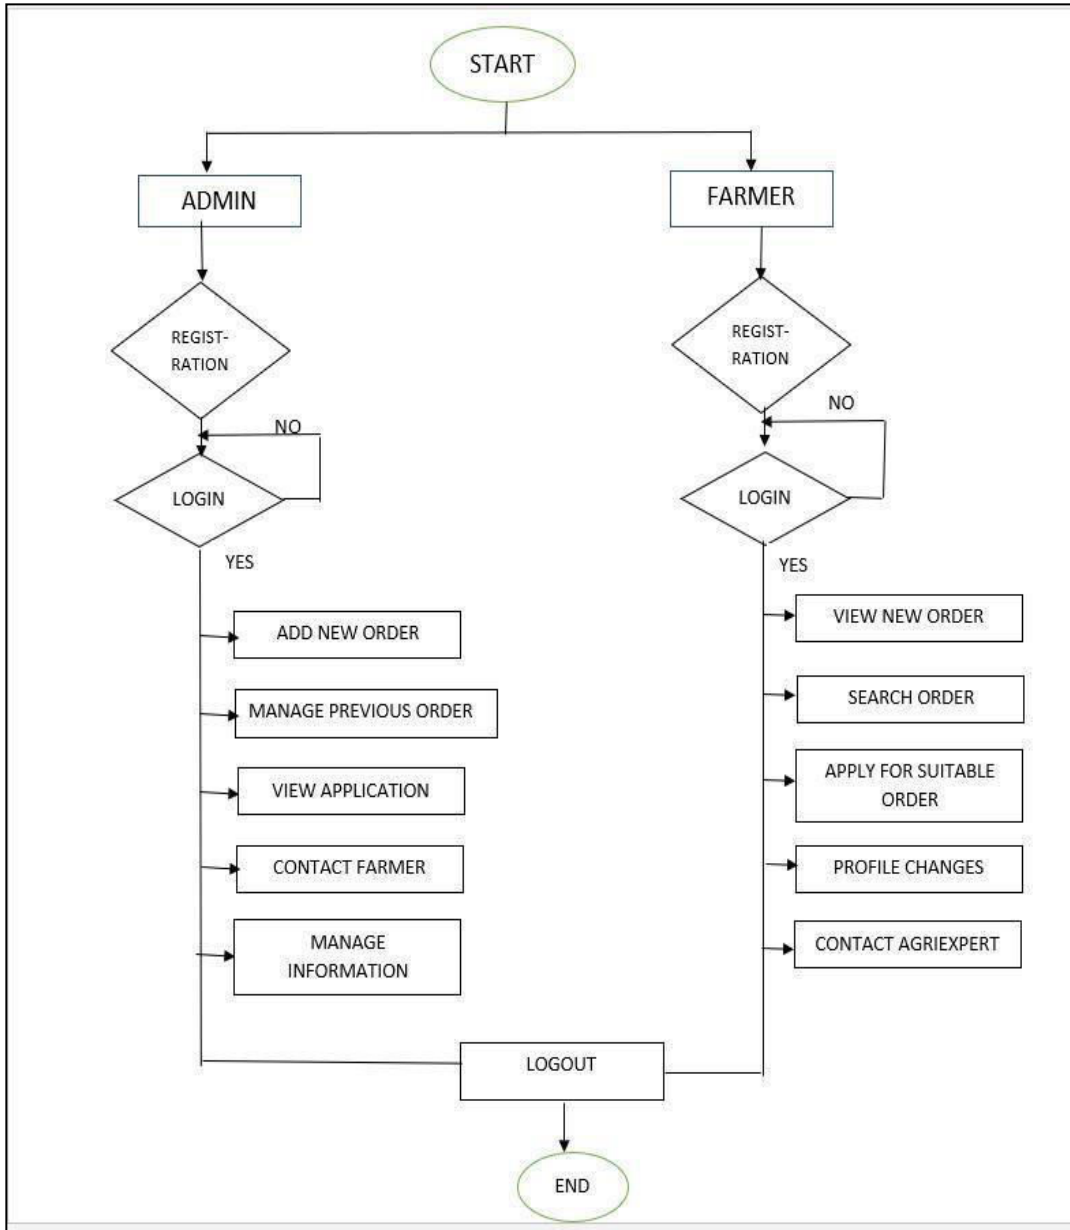 START
ADMIN
FARMER
REGIST-
RATION
REGIST-
RATION
NO
NO
LOGIN
LOGIN
YES
YES
ADD NEW ORDER
MANAGE PREVIOUS ORDER
VIEW APPLICATION
CONTACT FARMER
MANAGE
INFORMATION
VIEW NEW ORDER
SEARCH ORDER
APPLY FOR SUITABLE
ORDER
PROFILE CHANGES
CONTACT AGRIEXPERT
LOGOUT
END